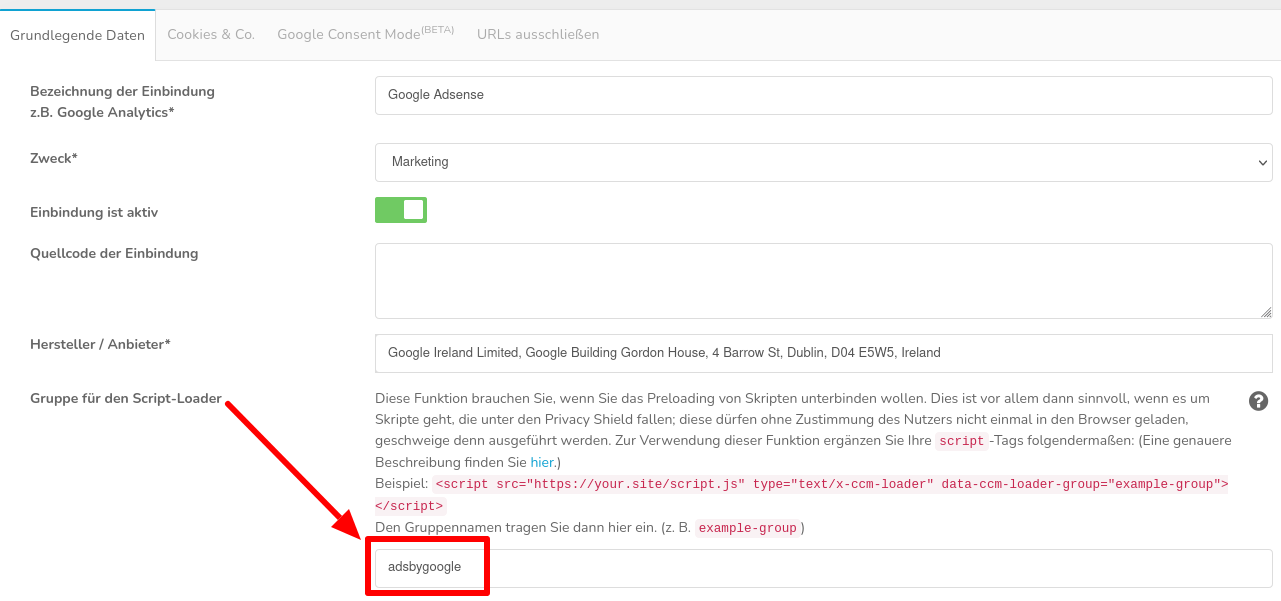 Grundlegende Daten Cookies & Co. Google Consent Mode(BETA) URLs ausschließen
Bezeichnung der Einbindung
z.B. Google Analytics*
Google Adsense
Zweck*
Marketing
Einbindung ist aktiv
Quellcode der Einbindung
Hersteller / Anbieter*
Google Ireland Limited, Google Building Gordon House, 4 Barrow St, Dublin, D04 E5W5, Ireland
Gruppe für den Script-Loader
Diese Funktion brauchen Sie, wenn Sie das Preloading von Skripten unterbinden wollen. Dies ist vor allem dann sinnvoll, wenn es um
Skripte geht, die unter den Privacy Shield fallen; diese dürfen ohne Zustimmung des Nutzers nicht einmal in den Browser geladen,
geschweige denn ausgeführt werden. Zur Verwendung dieser Funktion ergänzen Sie Ihre script-Tags folgendermaßen: (Eine genauere
Beschreibung finden Sie hier.)
Beispiel: <script src="https://your.site/script.js" type="text/x-ccm-loader" data-ccm-loader-group="example-group">
</script>
Den Gruppennamen tragen Sie dann hier ein. (z. B. example-group)
adsbygoogle
?